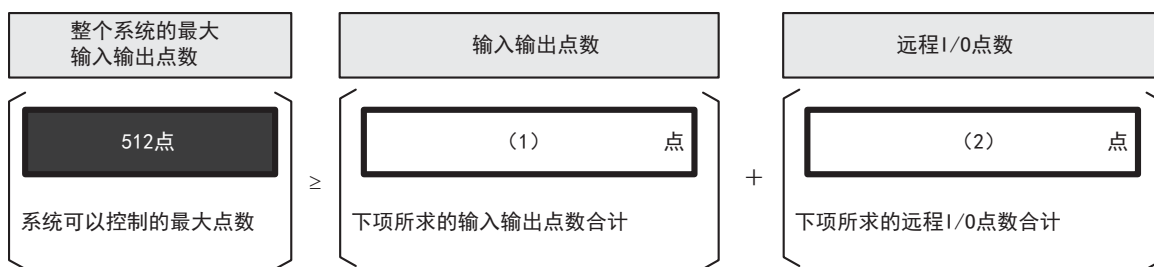 整个系统的最大
输入输出点数
输入输出点数
远程I/O点数
512点
≥
(1) 点
+
(2) 点
系统可以控制的最大点数
下项所求的输入输出点数合计
下项所求的远程I/O点数合计